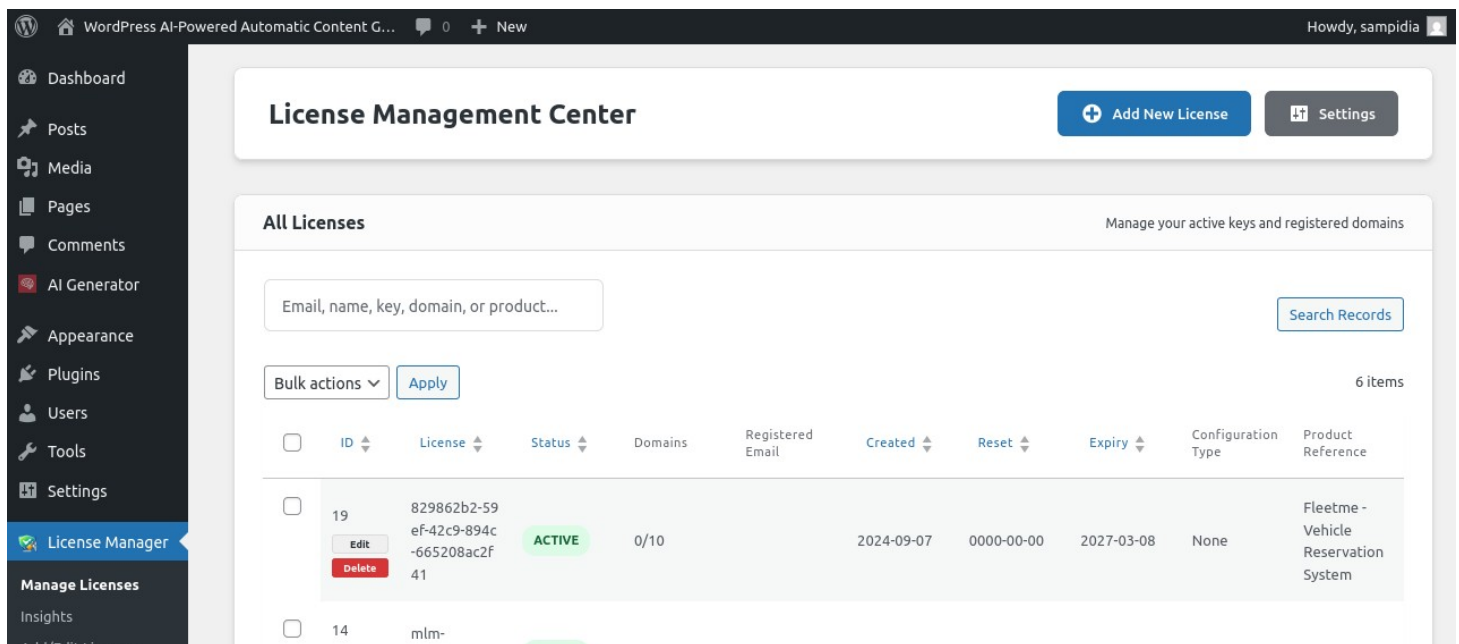 WordPress AI-Powered Automatic Content G... 0 New Howdy, sampidia
Dashboard
Posts
Media
Pages
Comments
AI Generator
Appearance
Plugins
Users
Tools
Settings
License Manager
Manage Licenses
Insights
License Management Center
Add New License
Settings
All Licenses
Manage your active keys and registered domains
Email, name, key, domain, or product...
Search Records
Bulk actions
Apply
6 items
ID License Status Domains Registered Email Created Reset Expiry Configuration Type Product Reference
19
Edit
Delete
829862b2-59
ef-42c9-894c
-665208ac2f
41
ACTIVE
0/10
2024-09-07
0000-00-00
2027-03-08
None
Fleetme -
Vehicle
Reservation
System
14
mlm-